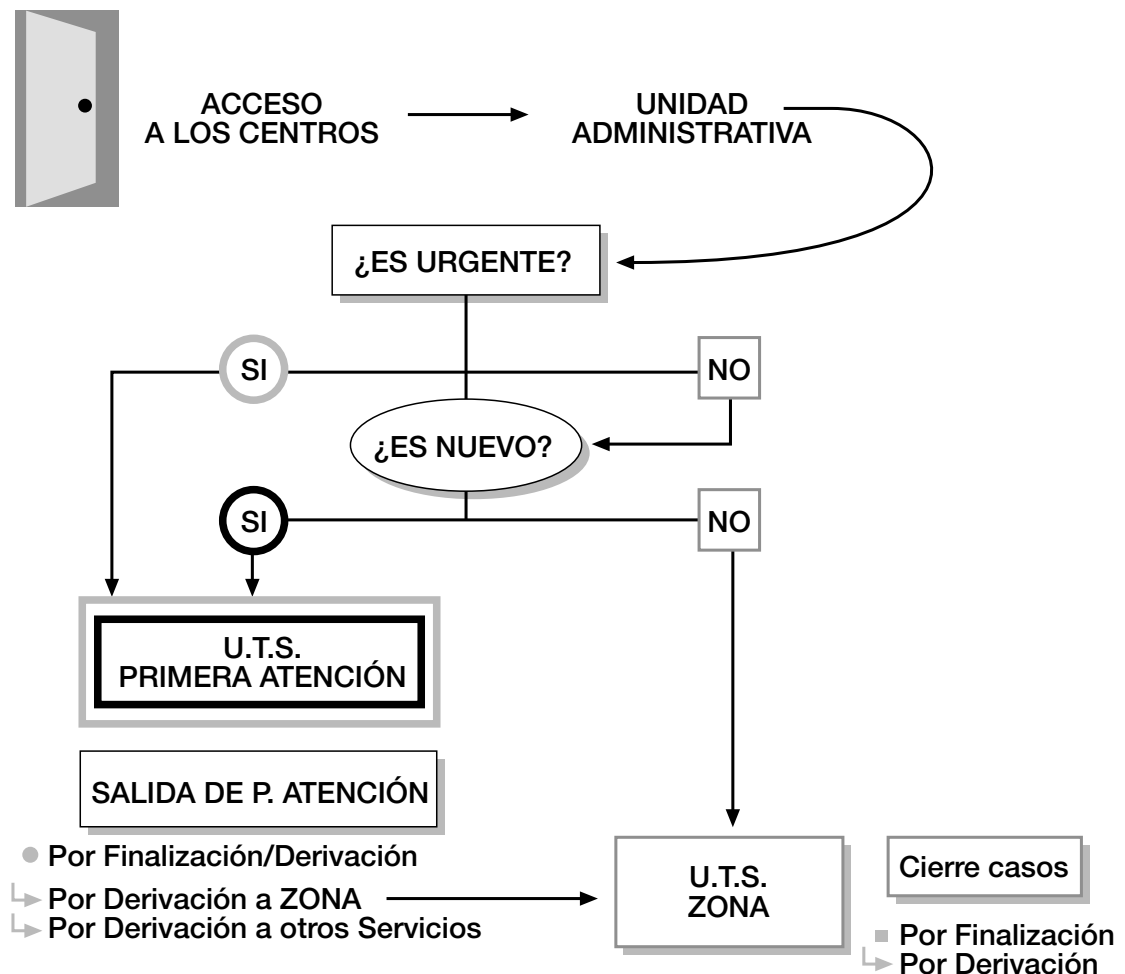 ACCESO
A LOS CENTROS
UNIDAD
ADMINISTRATIVA
¿ES URGENTE?
SI
NO
¿ES NUEVO?
SI
NO
U.T.S.
PRIMERA ATENCIÓN
SALIDA DE P. ATENCIÓN
Por Finalización/Derivación
Por Derivación a ZONA
Por Derivación a otros Servicios
U.T.S.
ZONA
Cierre casos
Por Finalización
Por Derivación